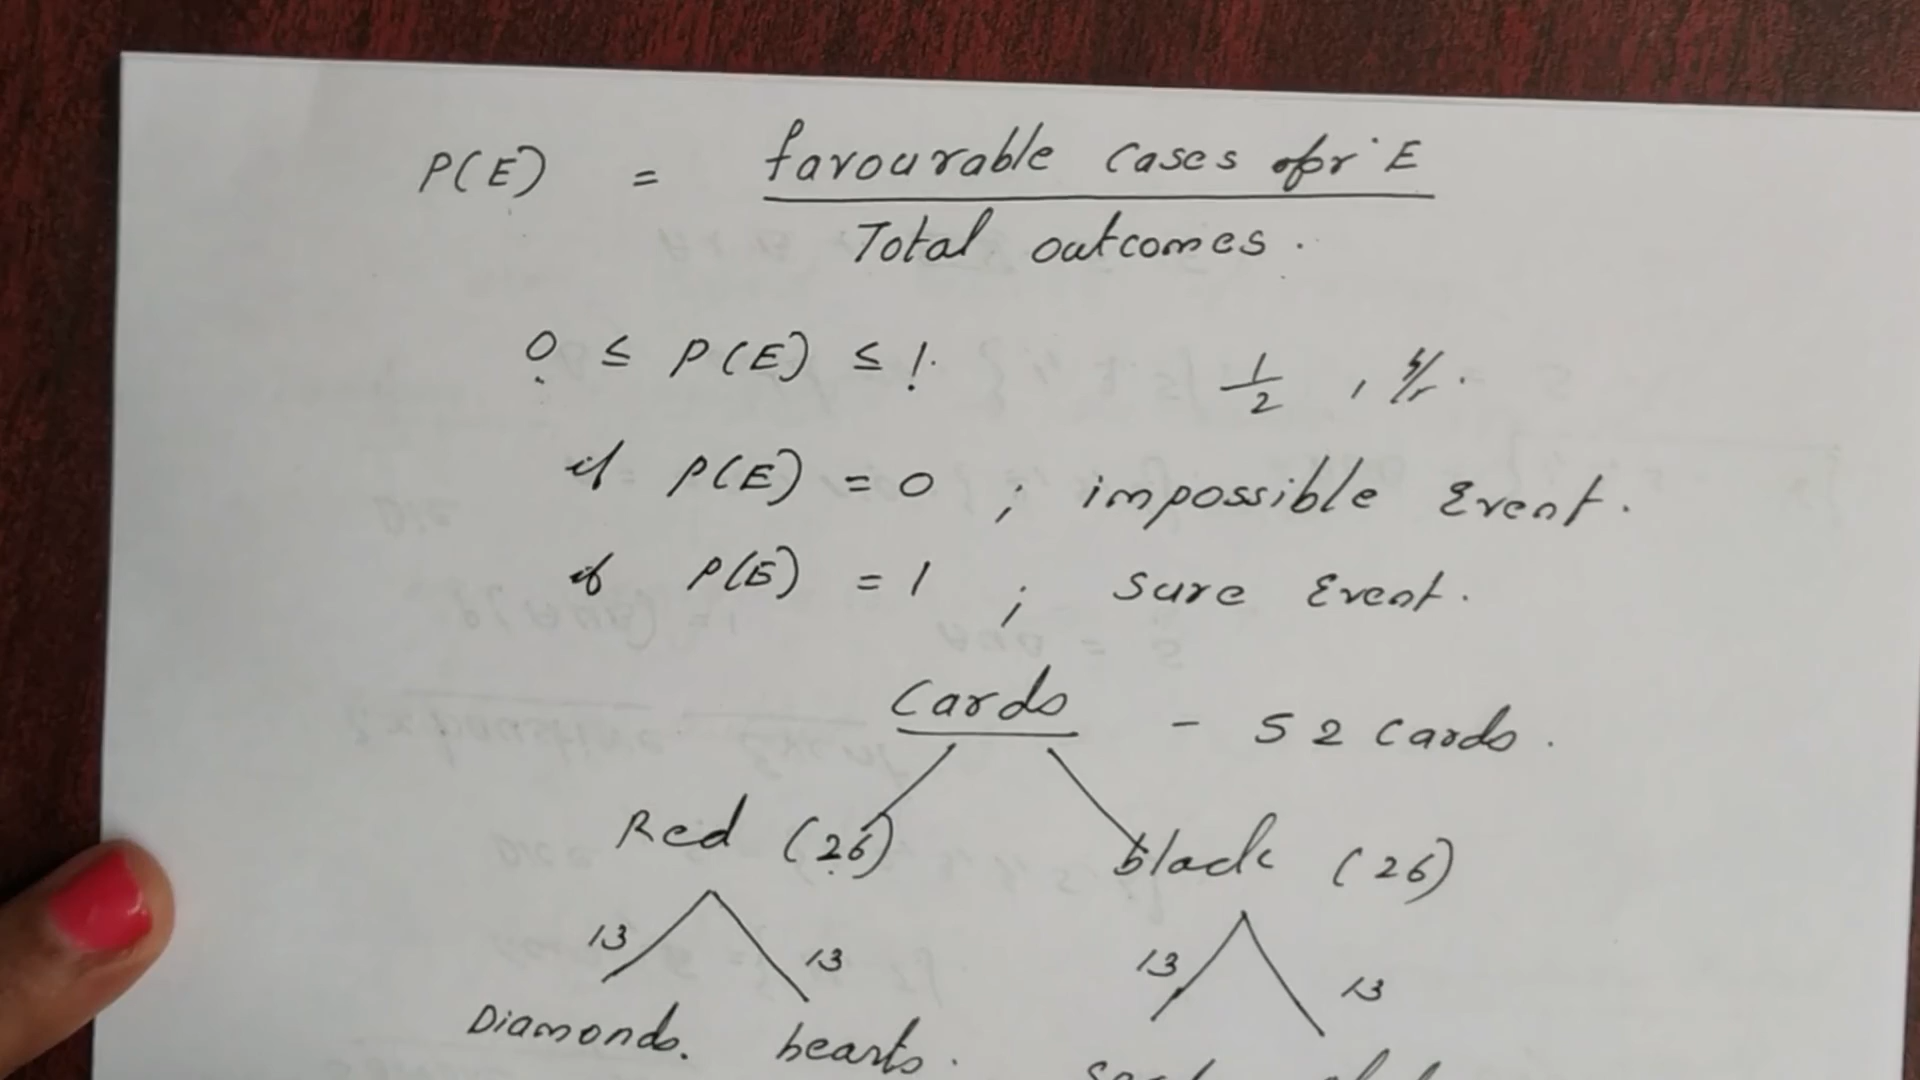 P(E) = favourable cases for E
Total outcomes.
0 ≤ P(E) ≤ 1. 1/2 ,
if P(E) = 0 ; impossible Event.
if P(E) = 1 ; Sure Event.
Cards - 52 Cards.
Red (26) black (26)
13 13 13 13
Diamonds. hearts.